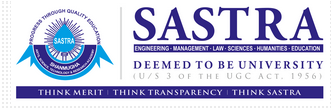 PROGRESS THROUGH QUALITY EDUCATION
SASTRA
SHANMUGHA
SASTRA
ENGINEERING · MANAGEMENT · LAW · SCIENCES · HUMANITIES · EDUCATION
DEEMED TO BE UNIVERSITY
(U/S 3 OF THE UGC ACT, 1956)
THINK MERIT | THINK TRANSPARENCY | THINK SASTRA